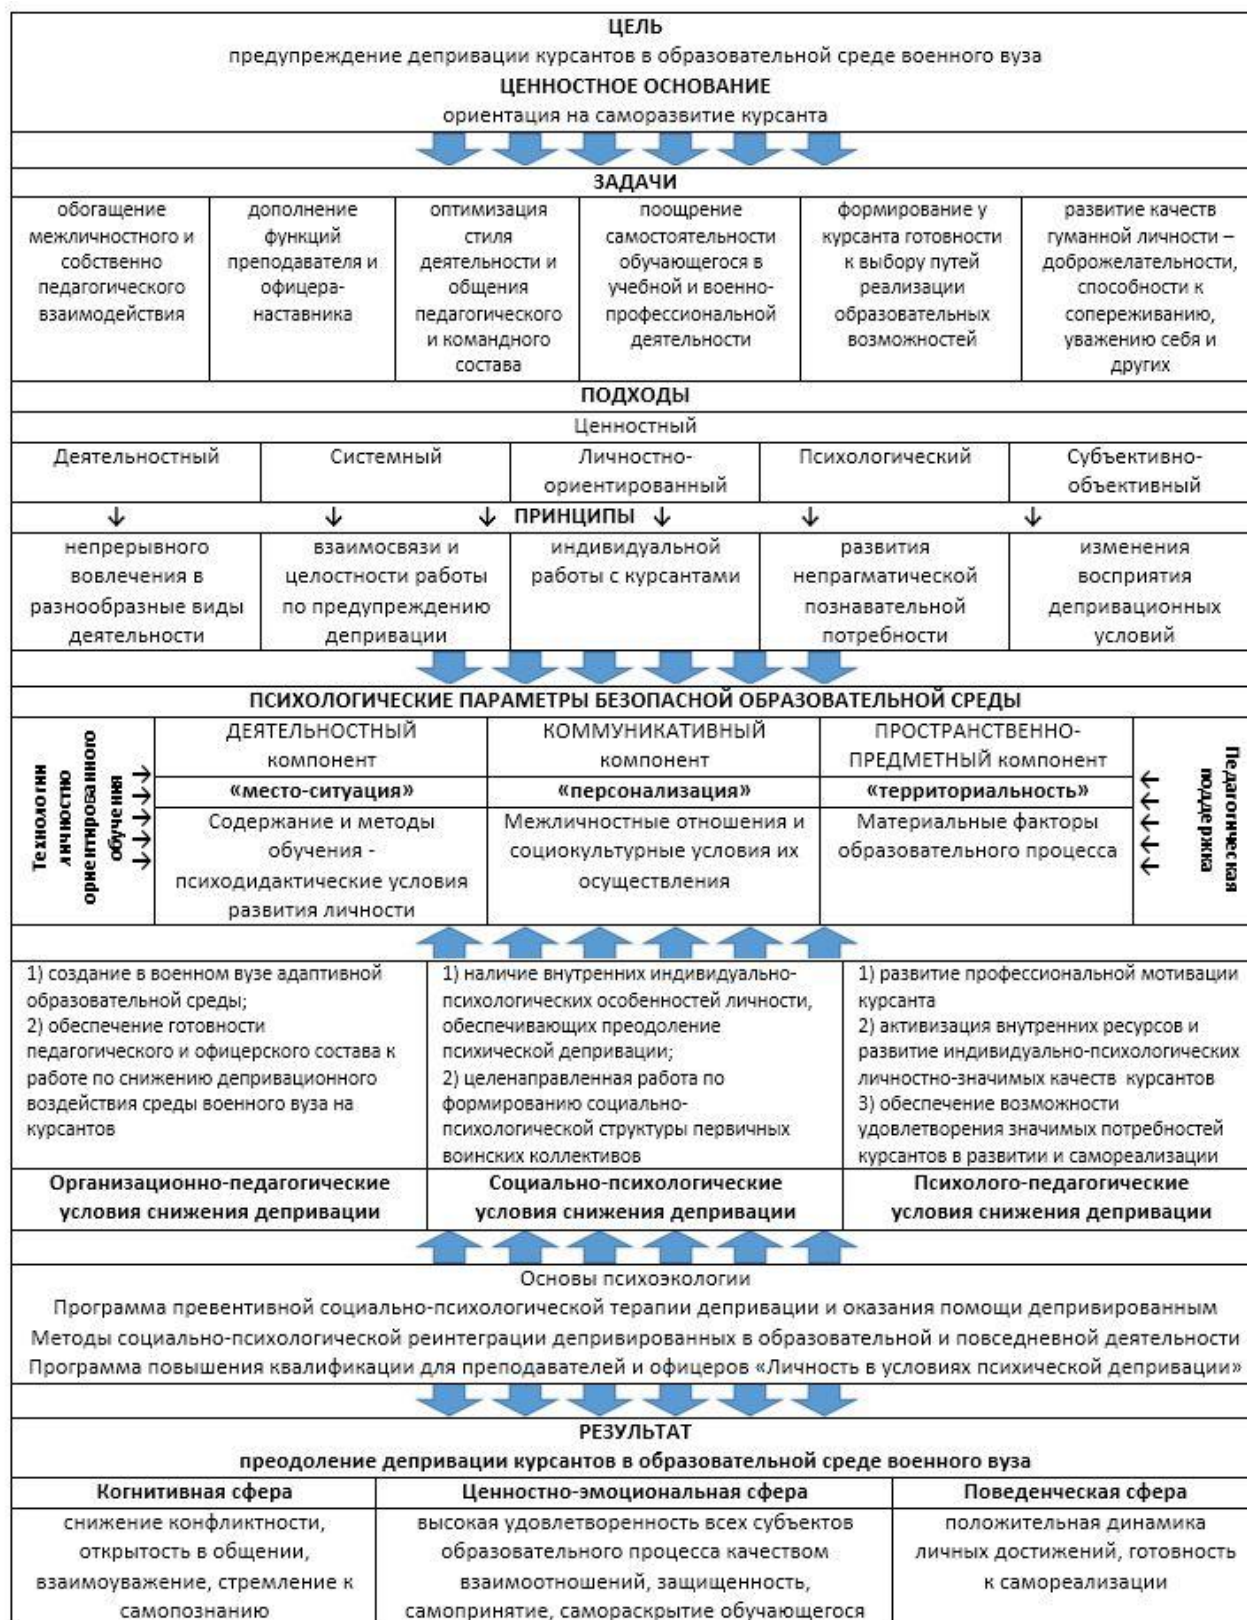 ЦЕЛЬ
предупреждение депривации курсантов в образовательной среде военного вуза
ЦЕННОСТНОЕ ОСНОВАНИЕ
ориентация на саморазвитие курсанта
ЗАДАЧИ
обогащение
межличностного и
собственно
педагогического
взаимодействия
дополнение
функций
преподавателя и
офицера-
наставника
оптимизация
стиля
деятельности и
общения
педагогического
и командного
состава
поощрение
самостоятельности
обучающегося в
учебной и военно-
профессиональной
деятельности
формирование у
курсанта готовности
к выбору путей
реализации
образовательных
возможностей
развитие качеств
гуманной личности –
доброжелательности,
способности к
сопереживанию,
уважению себя и
других
ПОДХОДЫ
Ценностный
Деятельностный
Системный
Личностно-
ориентированный
Психологический
Субъективно-
объективный
↓ ↓ ↓ ПРИНЦИПЫ ↓ ↓ ↓
непрерывного
вовлечения в
разнообразные виды
деятельности
взаимосвязи и
целостности работы
по предупреждению
депривации
индивидуальной
работы с курсантами
развития
непрагматической
познавательной
потребности
изменения
восприятия
депривационных
условий
ПСИХОЛОГИЧЕСКИЕ ПАРАМЕТРЫ БЕЗОПАСНОЙ ОБРАЗОВАТЕЛЬНОЙ СРЕДЫ
Технологии
личностно
ориентированного
обучения
ДЕЯТЕЛЬНОСТНЫЙ
компонент
«место-ситуация»
Содержание и методы
обучения -
психодидактические условия
развития личности
КОММУНИКАТИВНЫЙ
компонент
«персонализация»
Межличностные отношения и
социокультурные условия их
осуществления
ПРОСТРАНСТВЕННО-
ПРЕДМЕТНЫЙ компонент
«территориальность»
Материальные факторы
образовательного процесса
Педагогическая
поддержка
1) создание в военном вузе адаптивной
образовательной среды;
2) обеспечение готовности
педагогического и офицерского состава к
работе по снижению депривационного
воздействия среды военного вуза на
курсантов
1) наличие внутренних индивидуально-
психологических особенностей личности,
обеспечивающих преодоление
психической депривации;
2) целенаправленная работа по
формированию социально-
психологической структуры первичных
воинских коллективов
1) развитие профессиональной мотивации
курсанта
2) активизация внутренних ресурсов и
развитие индивидуально-психологических
личностно-значимых качеств курсантов
3) обеспечение возможности
удовлетворения значимых потребностей
курсантов в развитии и самореализации
Организационно-педагогические
условия снижения депривации
Социально-психологические
условия снижения депривации
Психолого-педагогические
условия снижения депривации
Основы психоэкологии
Программа превентивной социально-психологической терапии депривации и оказания помощи депривированным
Методы социально-психологической реинтеграции депривированных в образовательной и повседневной деятельности
Программа повышения квалификации для преподавателей и офицеров «Личность в условиях психической депривации»
РЕЗУЛЬТАТ
преодоление депривации курсантов в образовательной среде военного вуза
Когнитивная сфера
снижение конфликтности,
открытость в общении,
взаимоуважение, стремление к
самопознанию
Ценностно-эмоциональная сфера
высокая удовлетворенность всех субъектов
образовательного процесса качеством
взаимоотношений, защищенность,
самопринятие, самораскрытие обучающегося
Поведенческая сфера
положительная динамика
личных достижений, готовность
к самореализации